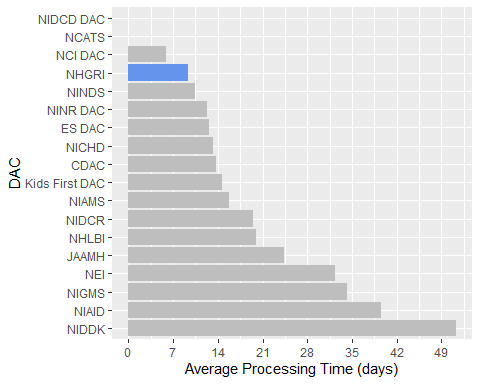 NIDCD DAC
NCATS
NCI DAC
NHGRI
NINDS
NINR DAC
ES DAC
NICHD
CDAC
Kids First DAC
NIAMS
NIDCR
NHLBI
JAAMH
NEI
NIGMS
NIAID
NIDDK
DAC
0 7 14 21 28 35 42 49
Average Processing Time (days)